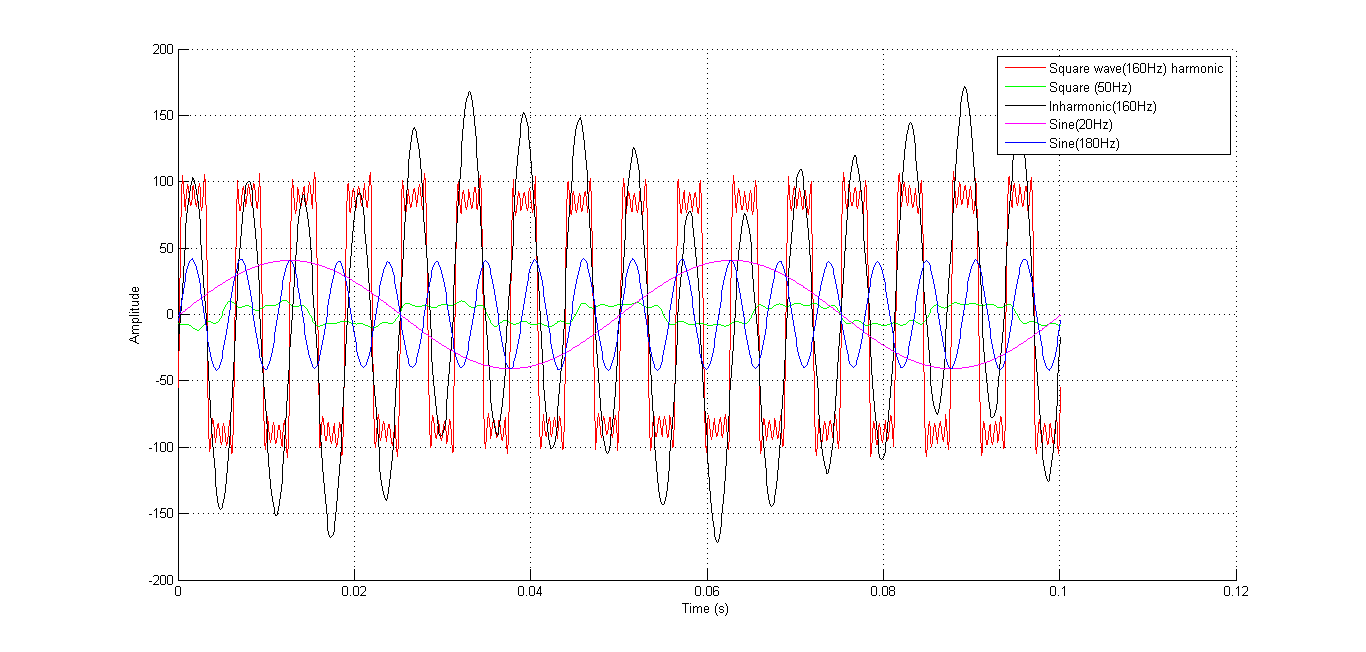 200
150
100
50
0
-50
-100
-150
-200
Amplitude
0
0.02
0.04
0.06
0.08
0.1
0.12
Time (s)
Square wave(160Hz) harmonic
Square (50Hz)
Inharmonic(160Hz)
Sine(20Hz)
Sine(180Hz)